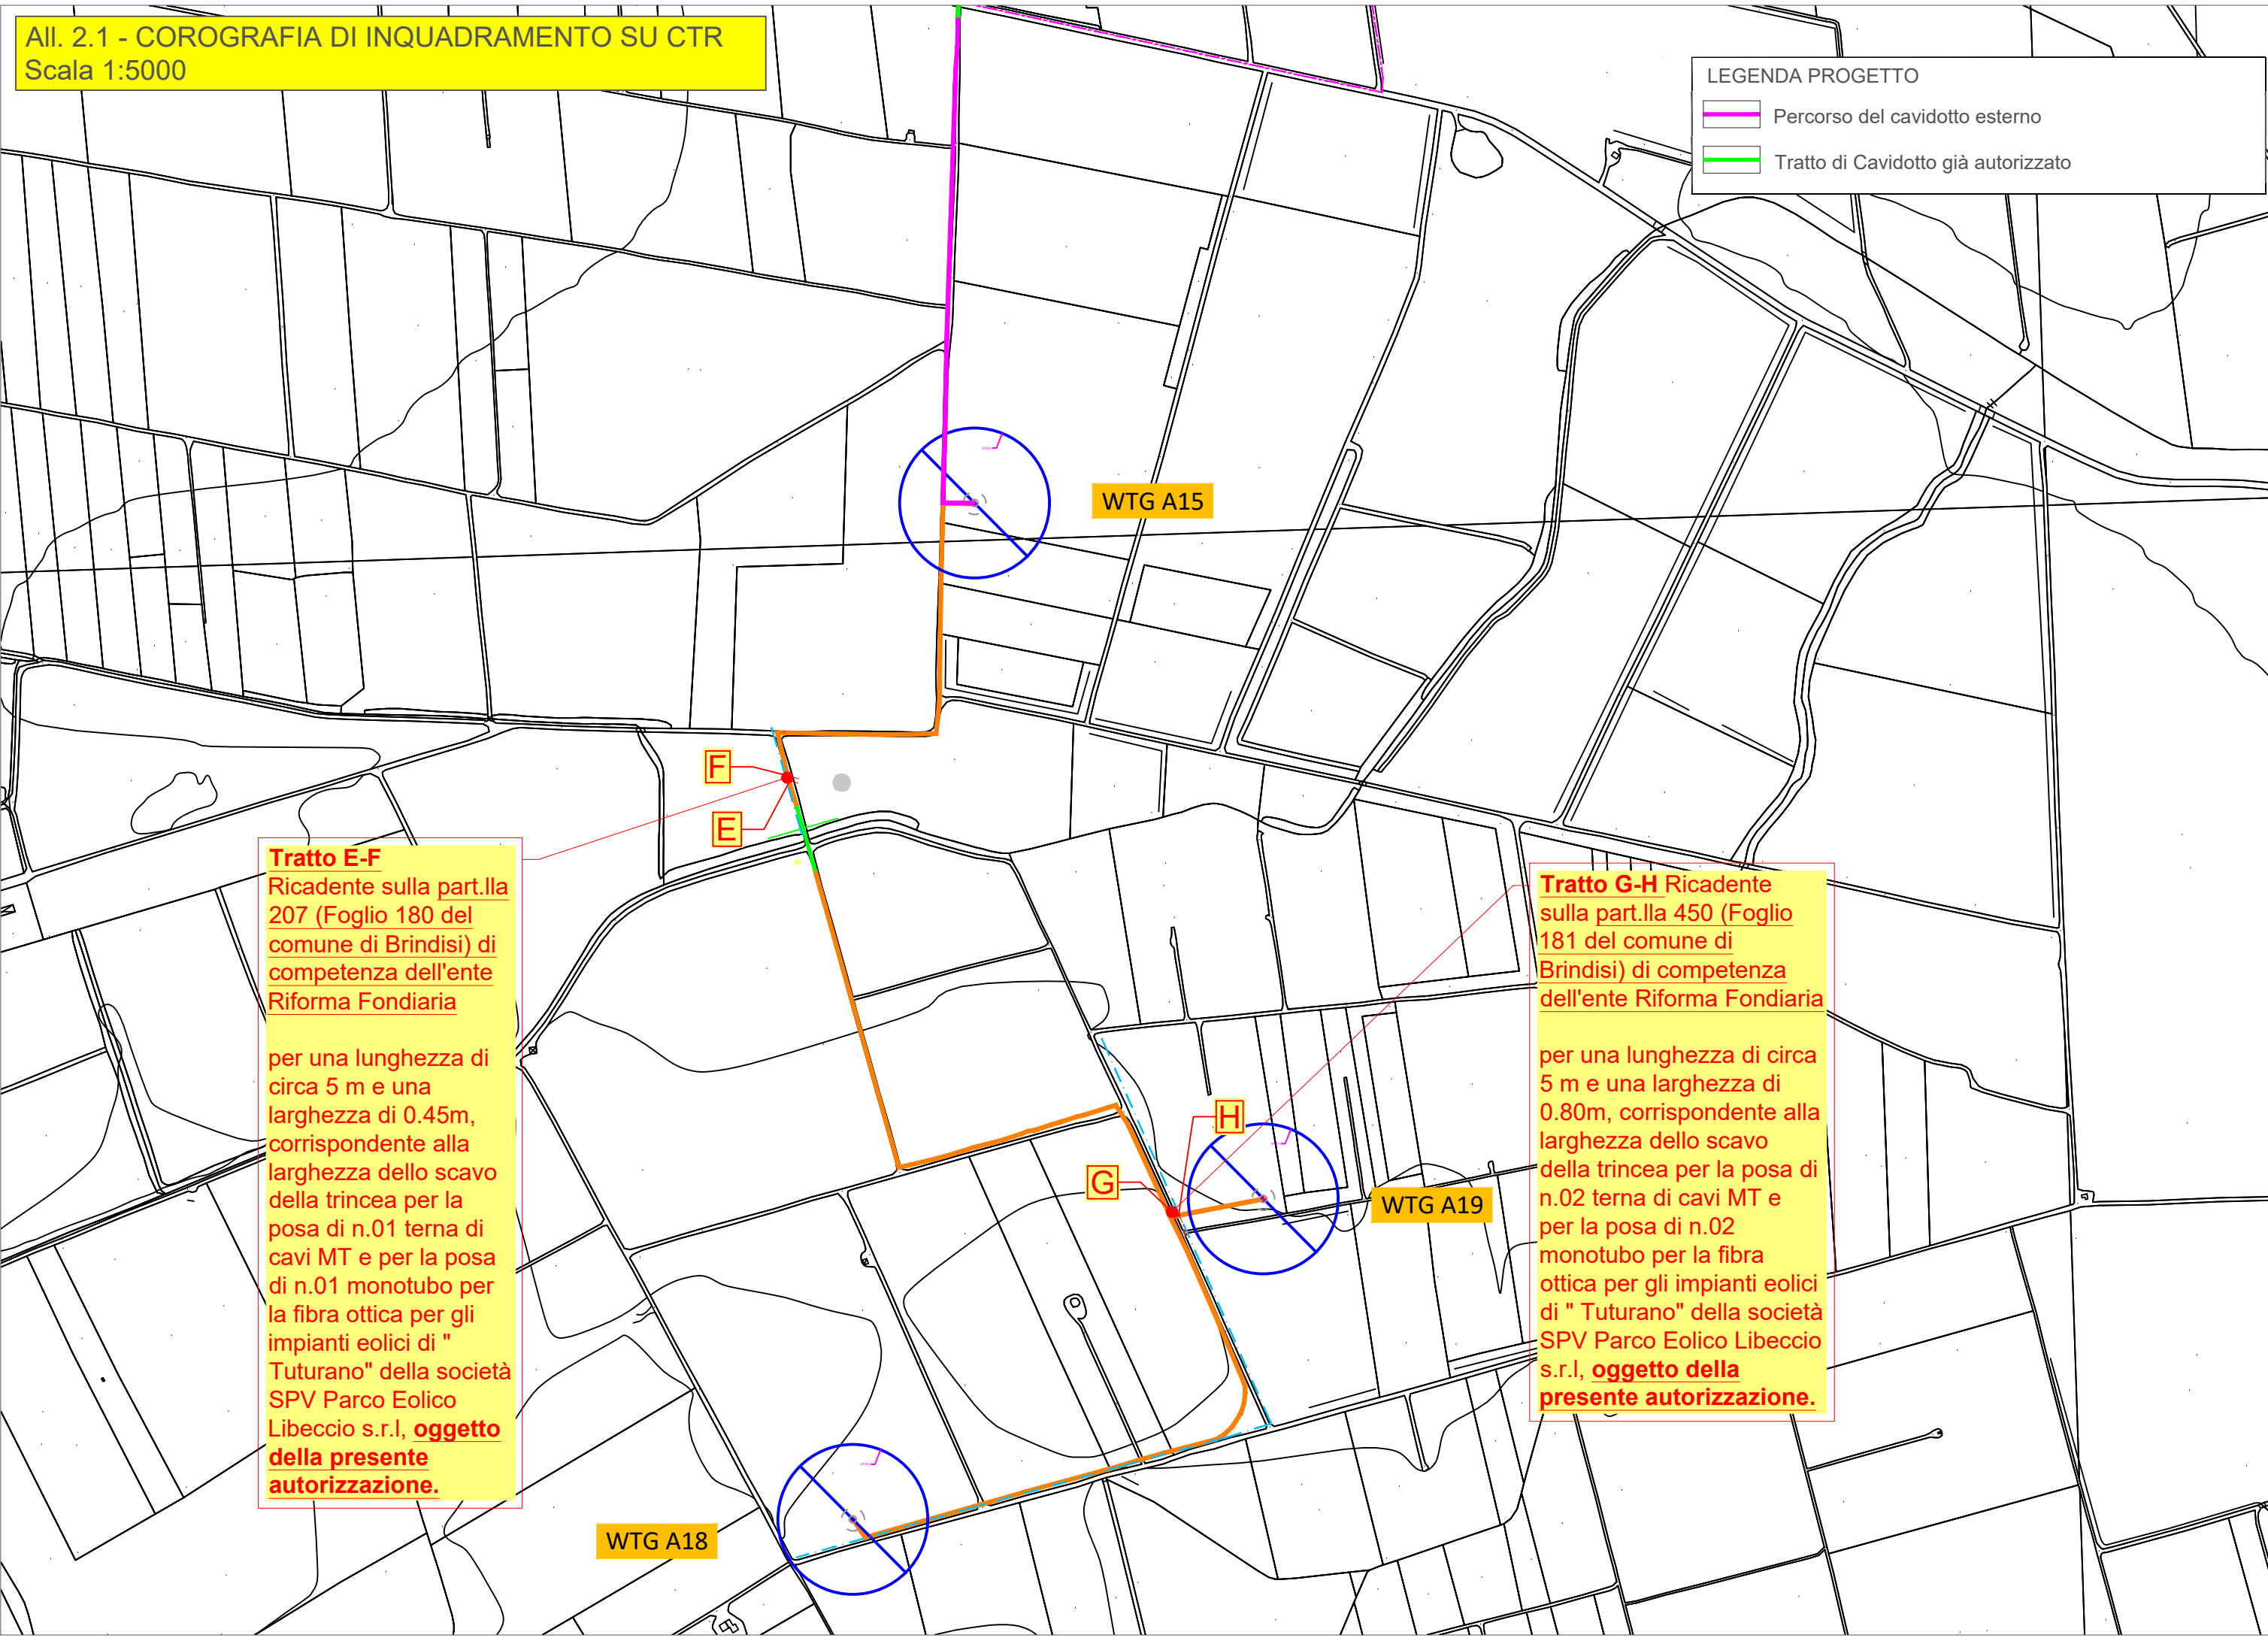 All. 2.1 - COROGRAFIA DI INQUADRAMENTO SU CTR
Scala 1:5000
LEGENDA PROGETTO
Percorso del cavidotto esterno
Tratto di Cavidotto già autorizzato
WTG A15
F
E
Tratto E-F
Ricadente sulla part.lla
207 (Foglio 180 del
comune di Brindisi) di
competenza dell'ente
Riforma Fondiaria
per una lunghezza di
circa 5 m e una
larghezza di 0.45m,
corrispondente alla
larghezza dello scavo
della trincea per la
posa di n.01 terna di
cavi MT e per la posa
di n.01 monotubo per
la fibra ottica per gli
impianti eolici di "
Tuturano" della società
SPV Parco Eolico
Libeccio s.r.l, oggetto
della presente
autorizzazione.
Tratto G-H Ricadente
sulla part.lla 450 (Foglio
181 del comune di
Brindisi) di competenza
dell'ente Riforma Fondiaria
per una lunghezza di circa
5 m e una larghezza di
0.80m, corrispondente alla
larghezza dello scavo
della trincea per la posa di
n.02 terna di cavi MT e
per la posa di n.02
monotubo per la fibra
ottica per gli impianti eolici
di " Tuturano" della società
SPV Parco Eolico Libeccio
s.r.l, oggetto della
presente autorizzazione.
H
G
WTG A19
WTG A18